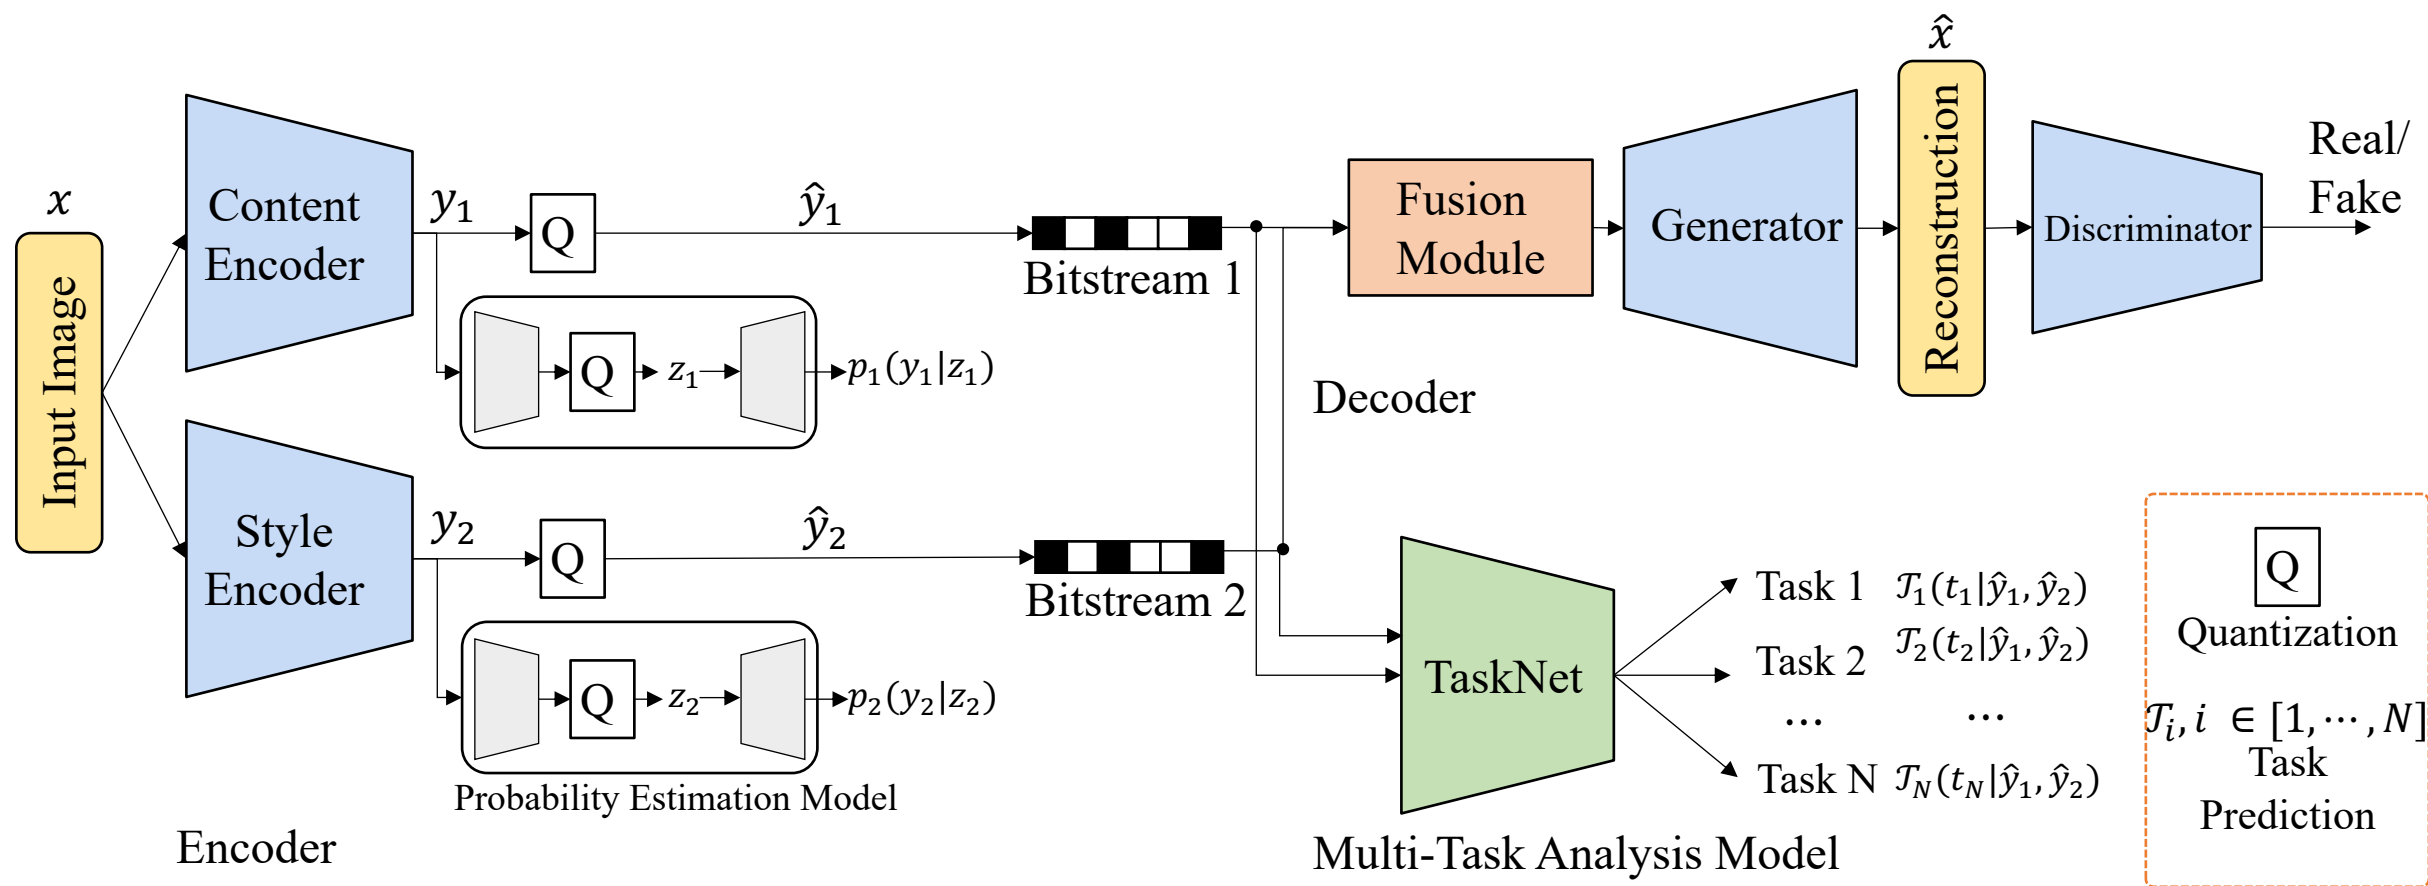 x
Input Image
Content
Encoder
y₁
Q
ŷ₁
Bitstream 1
Q
z₁
p₁(y₁|z₁)
Style
Encoder
y₂
Q
ŷ₂
Bitstream 2
Q
z₂
p₂(y₂|z₂)
Probability Estimation Model
Encoder
Fusion
Module
Generator
x̂
Reconstruction
Discriminator
Real/
Fake
Decoder
TaskNet
Task 1 𝒯₁(t₁|ŷ₁, ŷ₂)
Task 2 𝒯₂(t₂|ŷ₁, ŷ₂)
... ...
Task N 𝒯_N(t_N|ŷ₁, ŷ₂)
Multi-Task Analysis Model
Q
Quantization
𝒯ᵢ, i ∈ [1, ⋯, N]
Task
Prediction